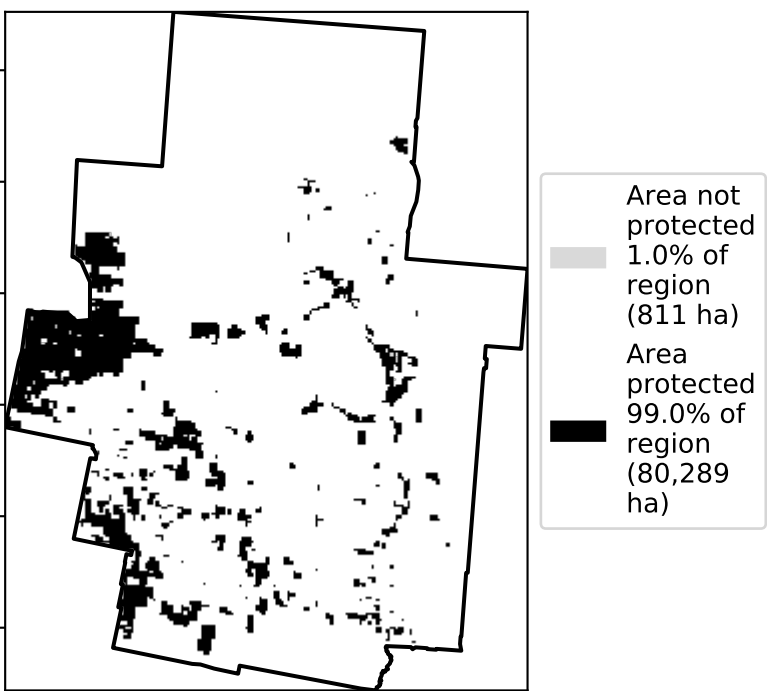 Area not
protected
1.0% of
region
(811 ha)
Area
protected
99.0% of
region
(80,289
ha)